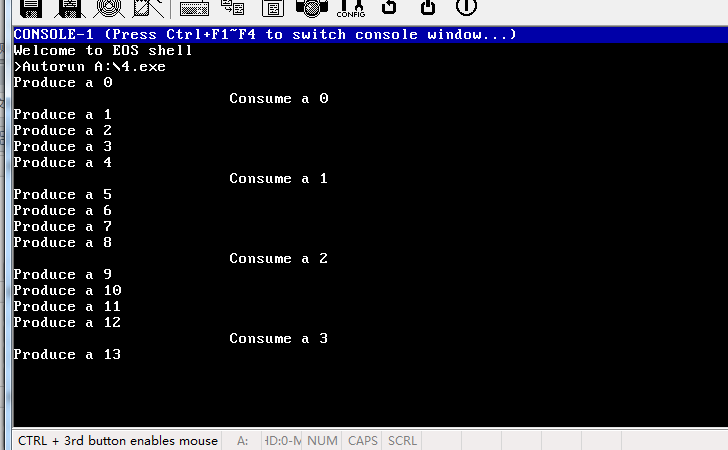 CONFIG
CONSOLE-1 (Press Ctrl+F1~F4 to switch console window...)
Welcome to EOS shell
>Autorun A:\4.exe
Produce a 0
Consume a 0
Produce a 1
Produce a 2
Produce a 3
Produce a 4
Consume a 1
Produce a 5
Produce a 6
Produce a 7
Produce a 8
Consume a 2
Produce a 9
Produce a 10
Produce a 11
Produce a 12
Consume a 3
Produce a 13
CTRL + 3rd button enables mouse A: HD:0-M NUM CAPS SCRL